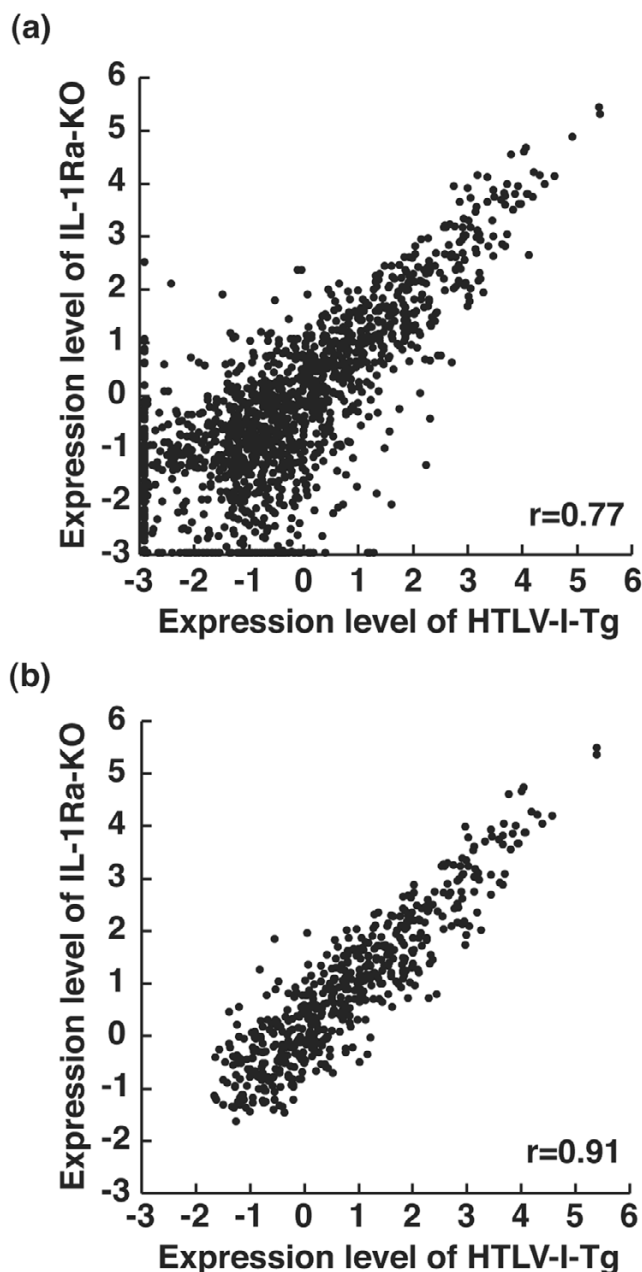 (a)
Expression level of IL-1Ra-KO
6
5
4
3
2
1
0
-1
-2
-3
r=0.77
-3 -2 -1 0 1 2 3 4 5 6
Expression level of HTLV-I-Tg
(b)
Expression level of IL-1Ra-KO
6
5
4
3
2
1
0
-1
-2
-3
r=0.91
-3 -2 -1 0 1 2 3 4 5 6
Expression level of HTLV-I-Tg